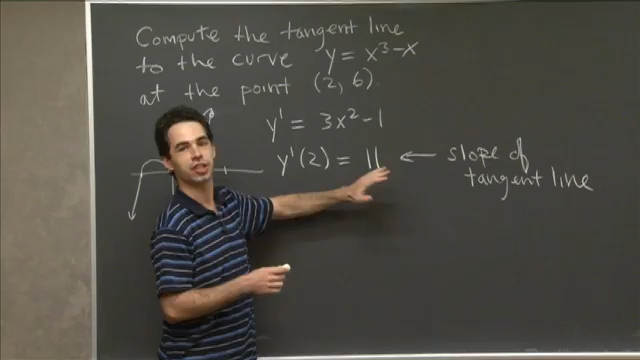 Compute the tangent line
to the curve y = x³ - x
at the point (2, 6).
y' = 3x² - 1
y'(2) = 11 ← slope of
tangent line